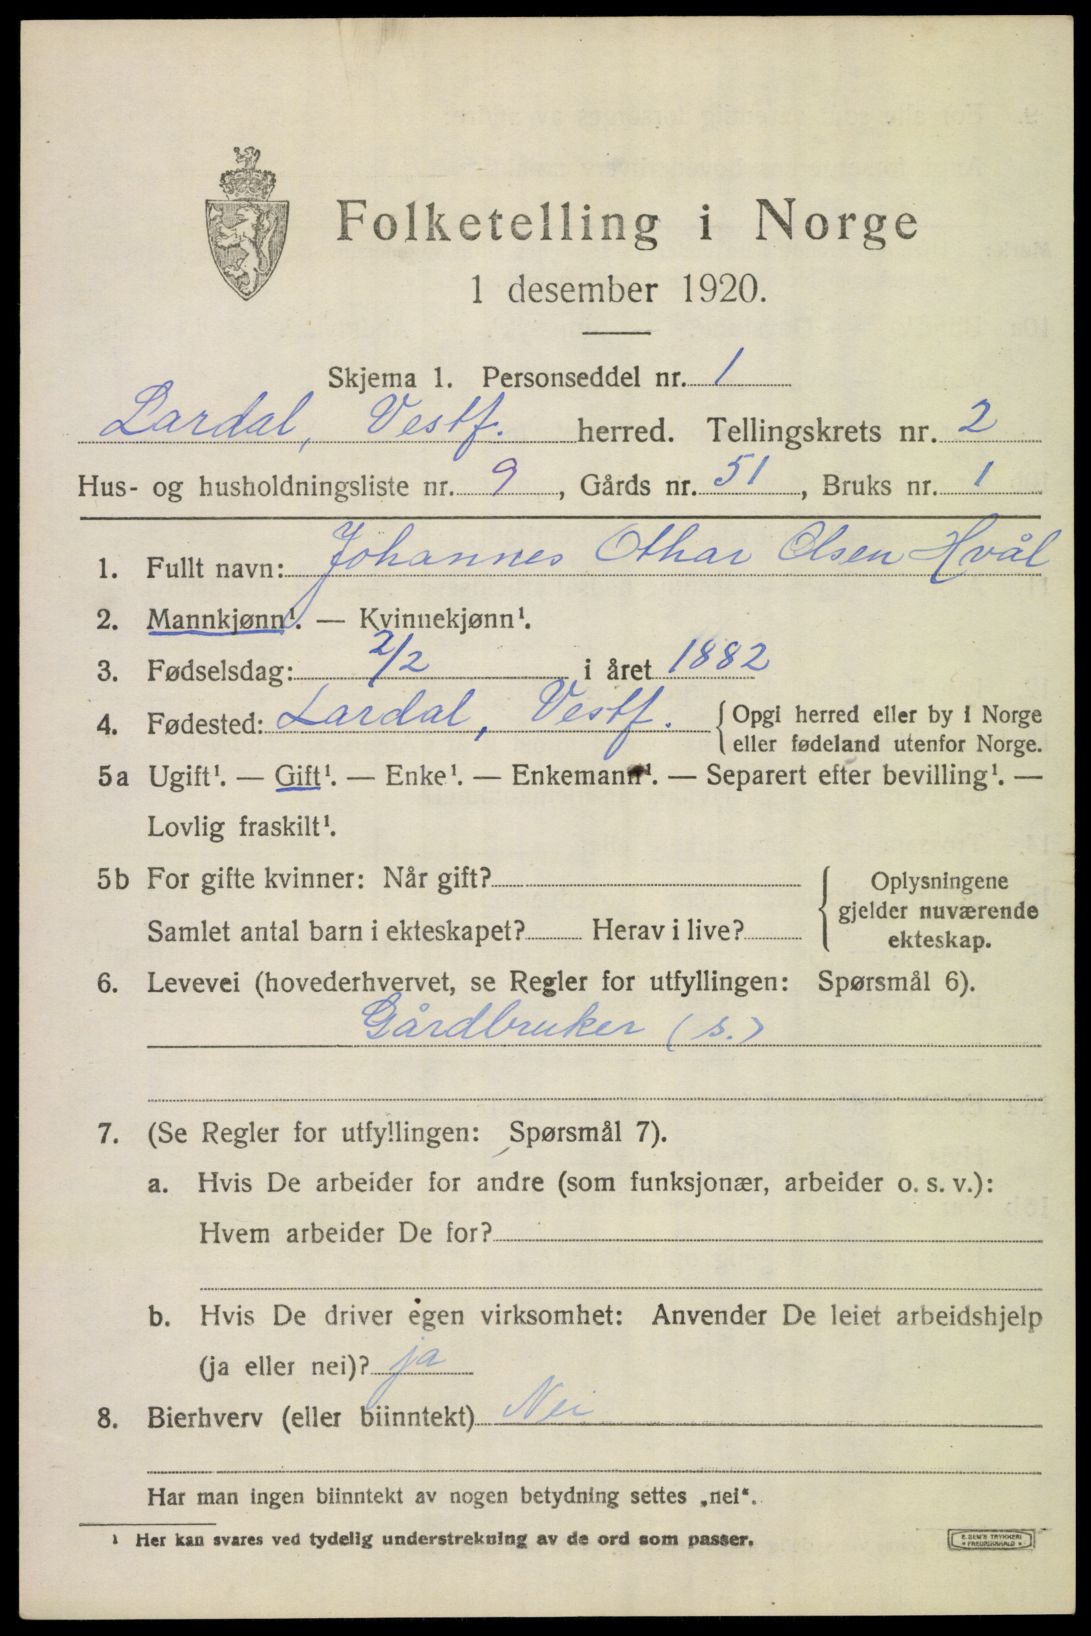 Folketelling i Norge
1 desember 1920.
Skjema 1. Personseddel nr. 1
Lardal, Vestf. herred. Tellingskrets nr. 2
Hus- og husholdningsliste nr. 9, Gårds nr. 51, Bruks nr. 1
1. Fullt navn: Johannes Othar Olsen Hvål
2. Mannkjønn¹. — Kvinnekjønn¹.
3. Fødselsdag: 2/2 i året 1882
4. Fødested: Lardal, Vestf. { Opgi herred eller by i Norge
eller fødeland utenfor Norge.
5a Ugift¹. — Gift¹. — Enke¹. — Enkemann¹. — Separert efter bevilling¹. —
Lovlig fraskilt¹.
5b For gifte kvinner: Når gift? { Oplysningene
gjelder nuværende
Samlet antal barn i ekteskapet? Herav i live?
ekteskap.
6. Levevei (hovederhvervet, se Regler for utfyllingen: Spørsmål 6).
Gårdbruker (s.)
7. (Se Regler for utfyllingen: Spørsmål 7).
a. Hvis De arbeider for andre (som funksjonær, arbeider o. s. v.):
Hvem arbeider De for?
b. Hvis De driver egen virksomhet: Anvender De leiet arbeidshjelp
(ja eller nei)? ja
8. Bierhverv (eller biinntekt) Nei
Har man ingen biinntekt av nogen betydning settes „nei“.
¹ Her kan svares ved tydelig understrekning av de ord som passer.
E. SEM'S TRYKKERI
• FREDRIKSHALD •